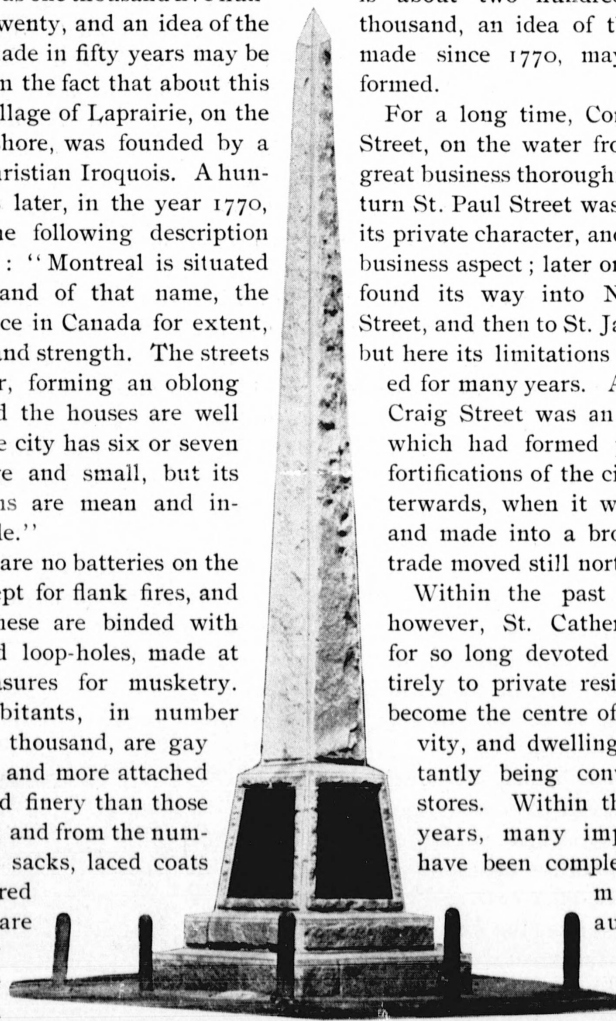 wenty, and an idea of the
ade in fifty years may be
n the fact that about this
llage of Laprairie, on the
hore, was founded by a
ristian Iroquois. A hun-
later, in the year 1770,
ne following description
: “Montreal is situated
and of that name, the
ce in Canada for extent,
and strength. The streets
r, forming an oblong
d the houses are well
e city has six or seven
re and small, but its
ns are mean and in-
le.”
are no batteries on the
ept for flank fires, and
hese are binded with
d loop-holes, made at
asures for musketry.
bitants, in number
thousand, are gay
and more attached
d finery than those
and from the num-
sacks, laced coats
red
are
is about two hundred
thousand, an idea of t
made since 1770, may
formed.
For a long time, Co
Street, on the water fro
great business thorough
turn St. Paul Street was
its private character, and
business aspect ; later or
found its way into N
Street, and then to St. Ja
but here its limitations
ed for many years. A
Craig Street was an
which had formed
fortifications of the ci
terwards, when it w
and made into a bro
trade moved still nort
Within the past
however, St. Cather
for so long devoted
tirely to private resi
become the centre of
vity, and dwelling
tantly being con
stores. Within th
years, many imp
have been comple
m
au